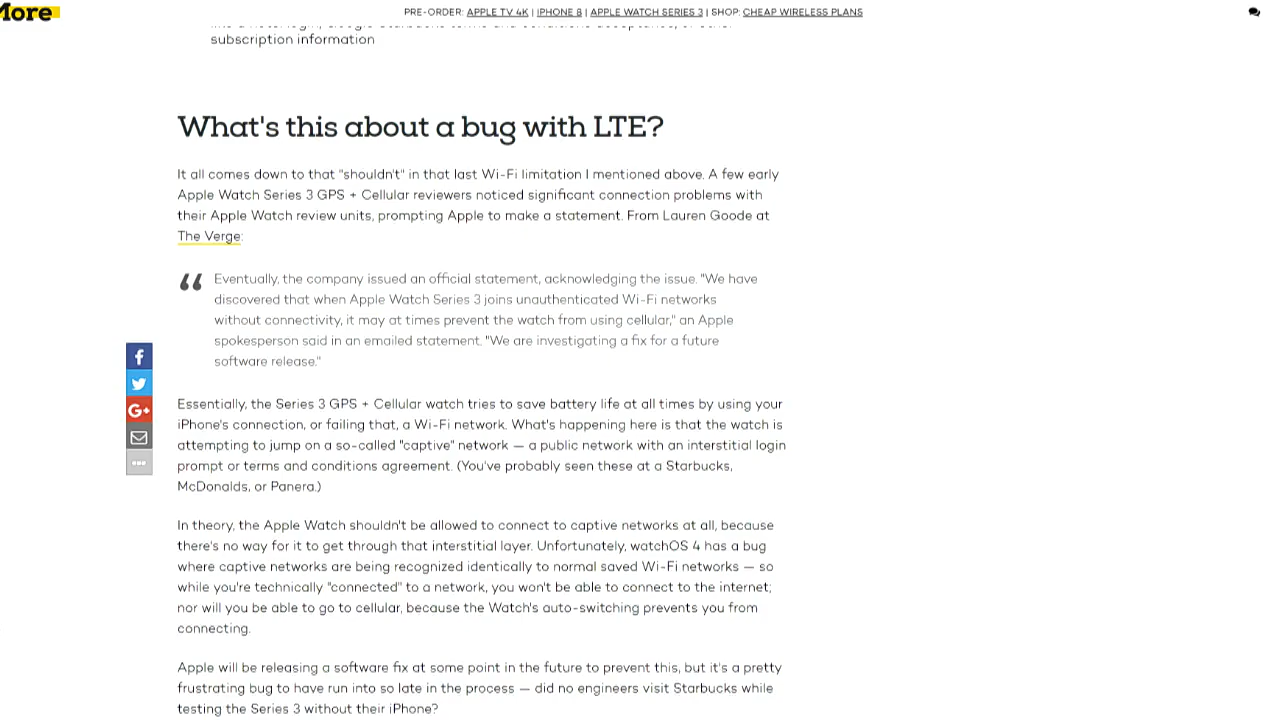 More
PRE-ORDER: APPLE TV 4K | IPHONE 8 | APPLE WATCH SERIES 3 | SHOP: CHEAP WIRELESS PLANS
subscription information
What's this about a bug with LTE?
It all comes down to that "shouldn't" in that last Wi-Fi limitation I mentioned above. A few early
Apple Watch Series 3 GPS + Cellular reviewers noticed significant connection problems with
their Apple Watch review units, prompting Apple to make a statement. From Lauren Goode at
The Verge:
“ Eventually, the company issued an official statement, acknowledging the issue. "We have
discovered that when Apple Watch Series 3 joins unauthenticated Wi-Fi networks
without connectivity, it may at times prevent the watch from using cellular," an Apple
spokesperson said in an emailed statement. "We are investigating a fix for a future
software release."
f
G+
Essentially, the Series 3 GPS + Cellular watch tries to save battery life at all times by using your
iPhone's connection, or failing that, a Wi-Fi network. What's happening here is that the watch is
attempting to jump on a so-called "captive" network — a public network with an interstitial login
prompt or terms and conditions agreement. (You've probably seen these at a Starbucks,
McDonalds, or Panera.)
In theory, the Apple Watch shouldn't be allowed to connect to captive networks at all, because
there's no way for it to get through that interstitial layer. Unfortunately, watchOS 4 has a bug
where captive networks are being recognized identically to normal saved Wi-Fi networks — so
while you're technically "connected" to a network, you won't be able to connect to the internet;
nor will you be able to go to cellular, because the Watch's auto-switching prevents you from
connecting.
Apple will be releasing a software fix at some point in the future to prevent this, but it's a pretty
frustrating bug to have run into so late in the process — did no engineers visit Starbucks while
testing the Series 3 without their iPhone?